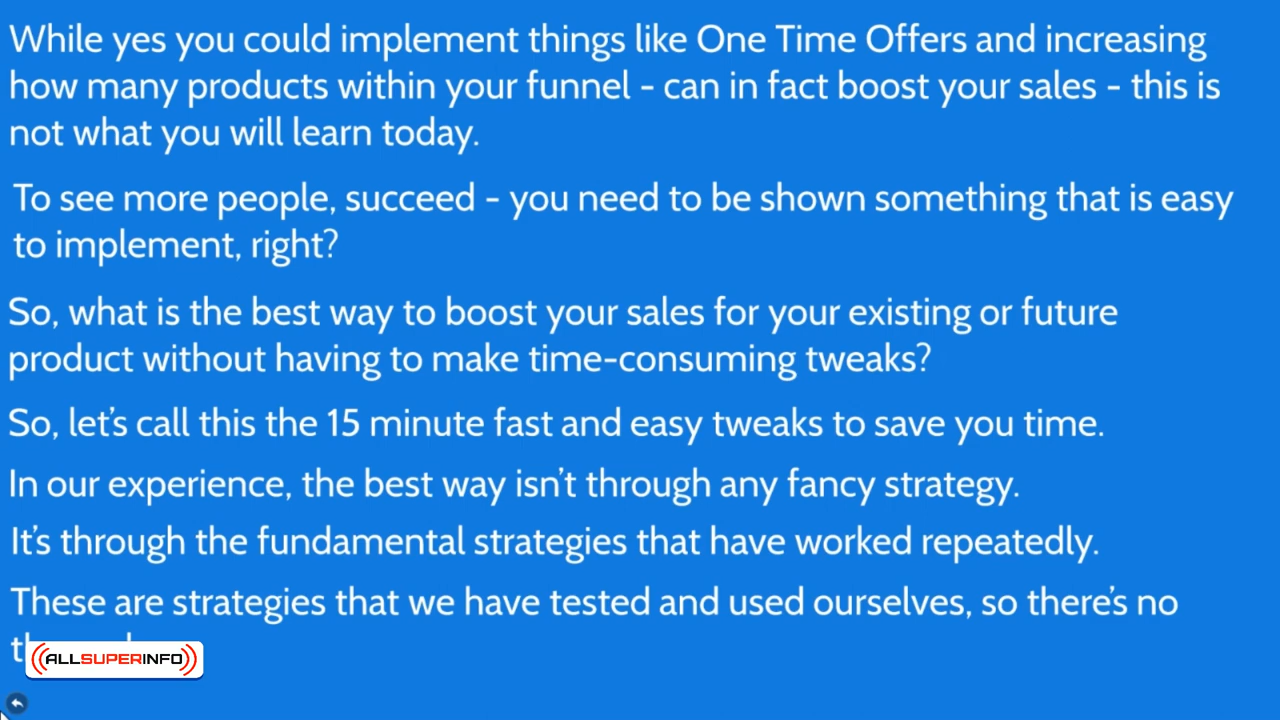 While yes you could implement things like One Time Offers and increasing
how many products within your funnel - can in fact boost your sales - this is
not what you will learn today.
To see more people, succeed - you need to be shown something that is easy
to implement, right?
So, what is the best way to boost your sales for your existing or future
product without having to make time-consuming tweaks?
So, let's call this the 15 minute fast and easy tweaks to save you time.
In our experience, the best way isn't through any fancy strategy.
It's through the fundamental strategies that have worked repeatedly.
These are strategies that we have tested and used ourselves, so there's no
ALLSUPERINFO